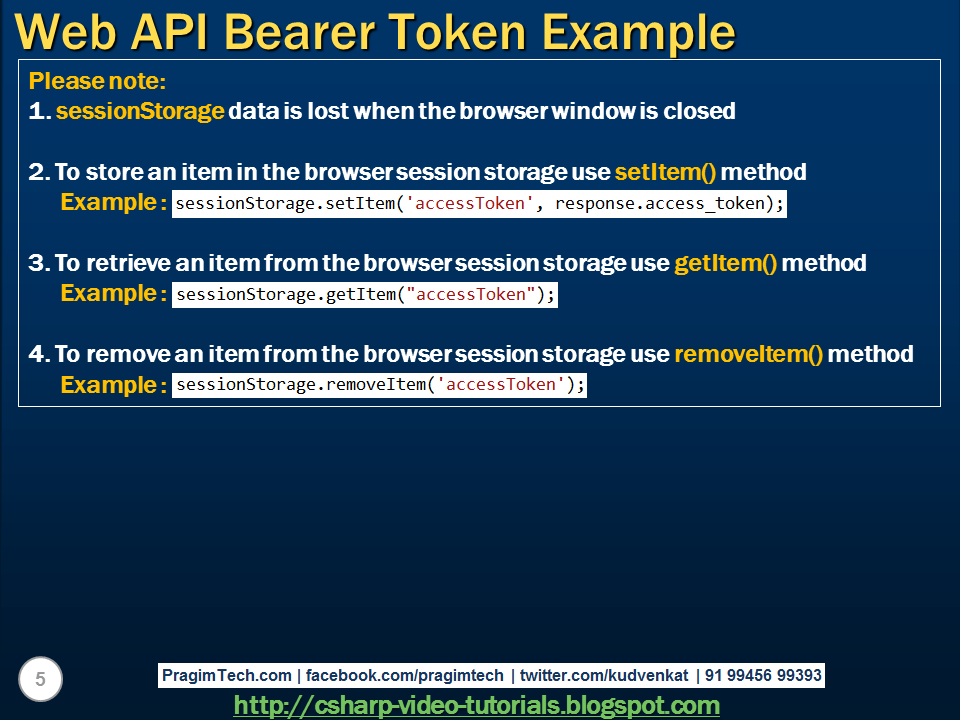 Web API Bearer Token Example
Please note:
1. sessionStorage data is lost when the browser window is closed
2. To store an item in the browser session storage use setItem() method
Example : sessionStorage.setItem('accessToken', response.access_token);
3. To retrieve an item from the browser session storage use getItem() method
Example : sessionStorage.getItem("accessToken");
4. To remove an item from the browser session storage use removeItem() method
Example : sessionStorage.removeItem('accessToken');
5
PragimTech.com | facebook.com/pragimtech | twitter.com/kudvenkat | 91 99456 99393
http://csharp-video-tutorials.blogspot.com